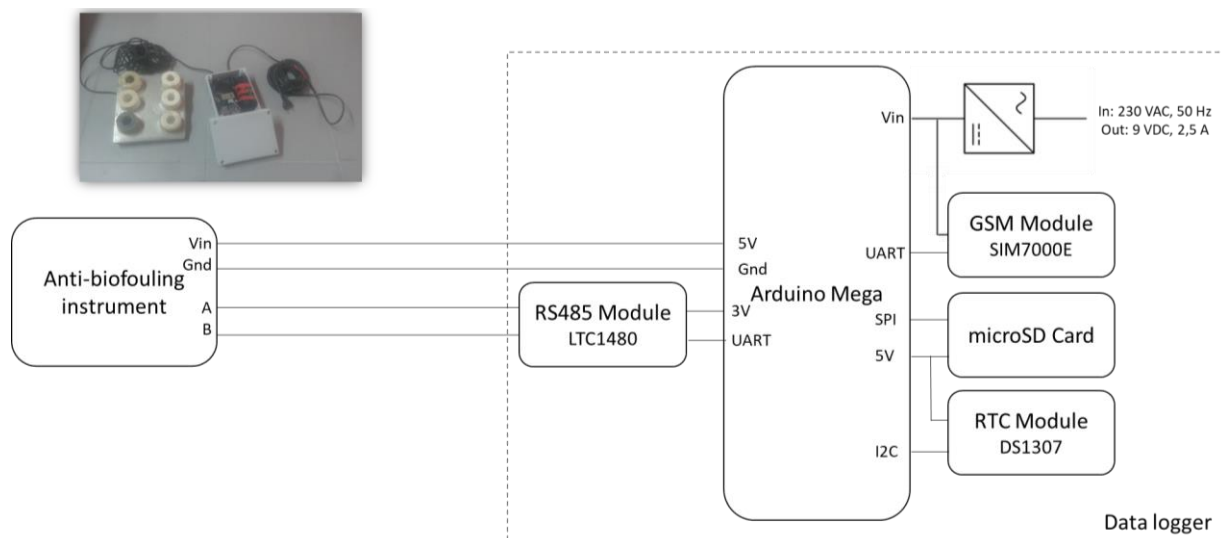 Anti-biofouling
instrument
Vin
Gnd
A
B
RS485 Module
LTC1480
5V
Gnd
3V
UART
Arduino Mega
Vin
UART
SPI
5V
I2C
In: 230 VAC, 50 Hz
Out: 9 VDC, 2,5 A
GSM Module
SIM7000E
microSD Card
RTC Module
DS1307
Data logger